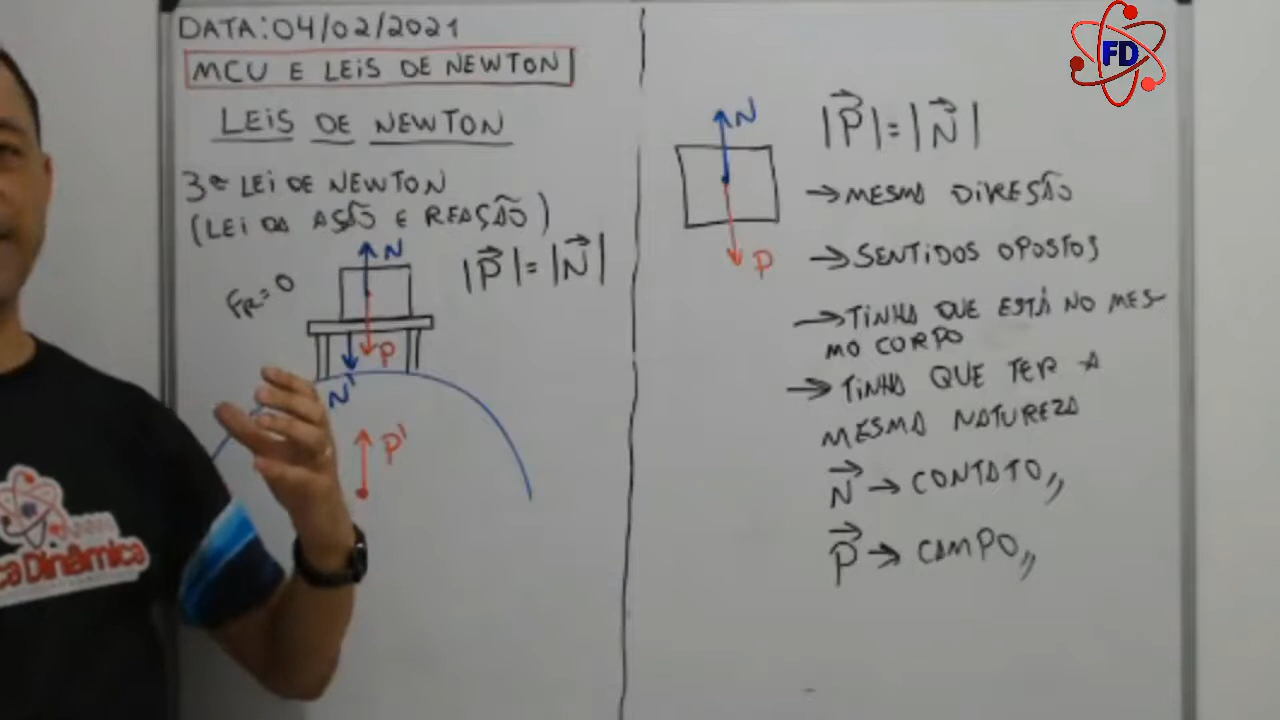 DATA: 04/02/2021
MCU E LEIS DE NEWTON
LEIS DE NEWTON
3ª LEI DE NEWTON
(LEI DA AÇÃO E REAÇÃO)
N
FR = 0
|P| = |N|
P
N'
P'
N
|P| = |N|
→ MESMA DIREÇÃO
P
→ SENTIDOS OPOSTOS
→ TINHA QUE ESTÁ NO MES-
MO CORPO
→ TINHA QUE TER A
MESMA NATUREZA
N → CONTATO,,
P → CAMPO,,
FD
ca Dinâmica